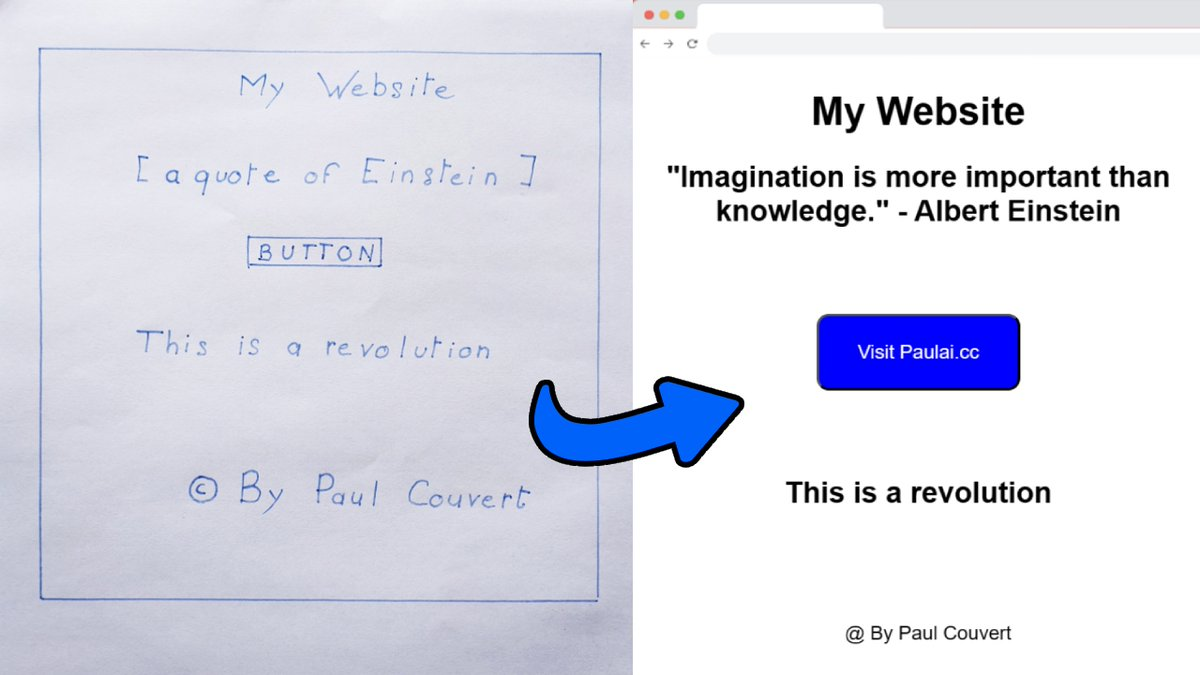 My Website
[a quote of Einstein]
BUTTON
This is a revolution
© By Paul Couvert
My Website
"Imagination is more important than
knowledge." - Albert Einstein
Visit Paulai.cc
This is a revolution
@ By Paul Couvert